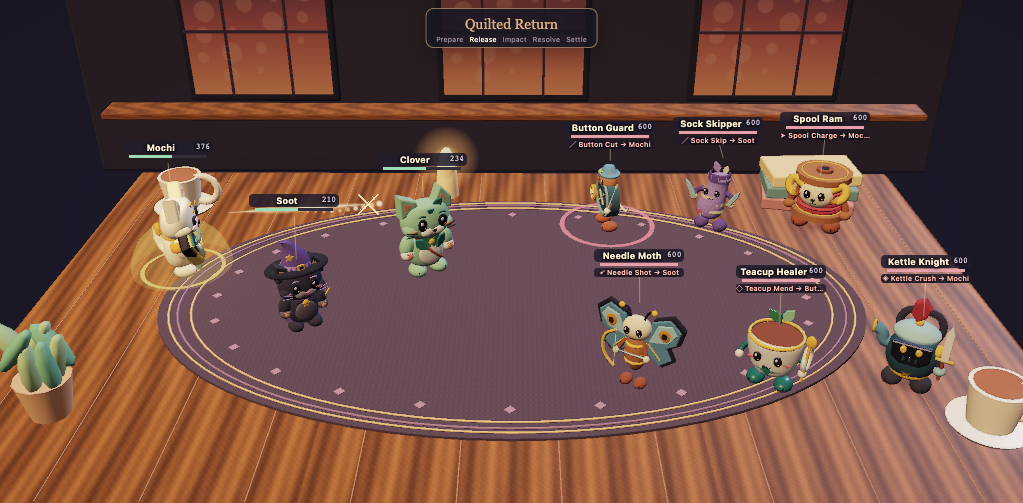 Quilted Return
Prepare Release Impact Resolve Settle
Mochi 376
Clover 234
Soot 210
Button Guard 600
Button Cut → Mochi
Sock Skipper 600
Sock Skip → Soot
Spool Ram 600
Spool Charge → Moc...
Needle Moth 600
Needle Shot → Soot
Teacup Healer 600
Teacup Mend → But...
Kettle Knight 600
Kettle Crush → Mochi